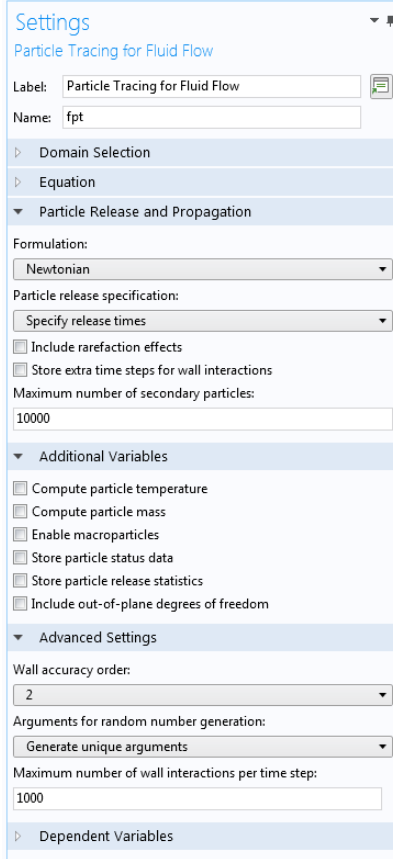 Settings
Particle Tracing for Fluid Flow
Label: Particle Tracing for Fluid Flow
Name: fpt
Domain Selection
Equation
Particle Release and Propagation
Formulation:
Newtonian
Particle release specification:
Specify release times
Include rarefaction effects
Store extra time steps for wall interactions
Maximum number of secondary particles:
10000
Additional Variables
Compute particle temperature
Compute particle mass
Enable macroparticles
Store particle status data
Store particle release statistics
Include out-of-plane degrees of freedom
Advanced Settings
Wall accuracy order:
2
Arguments for random number generation:
Generate unique arguments
Maximum number of wall interactions per time step:
1000
Dependent Variables